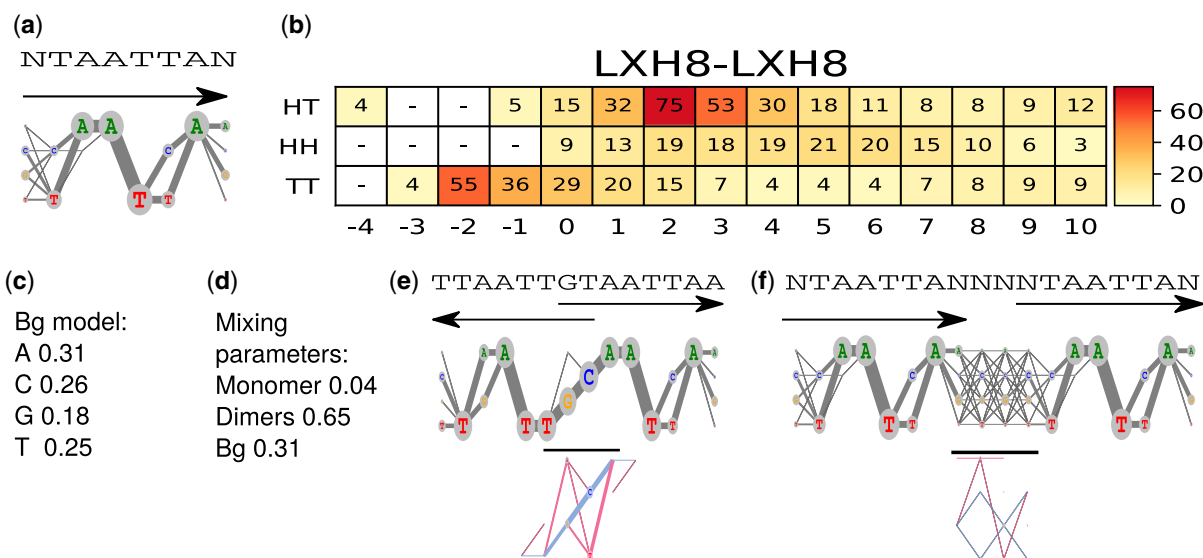 (a)
NTAATTAN
A A A A
C C C
T T T T
(b)
LXH8-LXH8
HT 4 - - 5 15 32 75 53 30 18 11 8 8 9 12
HH - - - - 9 13 19 18 19 21 20 15 10 6 3
TT - 4 55 36 29 20 15 7 4 4 4 7 8 9 9
-4 -3 -2 -1 0 1 2 3 4 5 6 7 8 9 10
60
40
20
0
(c)
Bg model:
A 0.31
C 0.26
G 0.18
T 0.25
(d)
Mixing
parameters:
Monomer 0.04
Dimers 0.65
Bg 0.31
(e)
TTAATTGTAATTAA
A A A A A A
C C C
G
T T T T T T
C
(f)
NTAATTANNNNTAATTAN
A A A A A A A
C C
T T T T T T